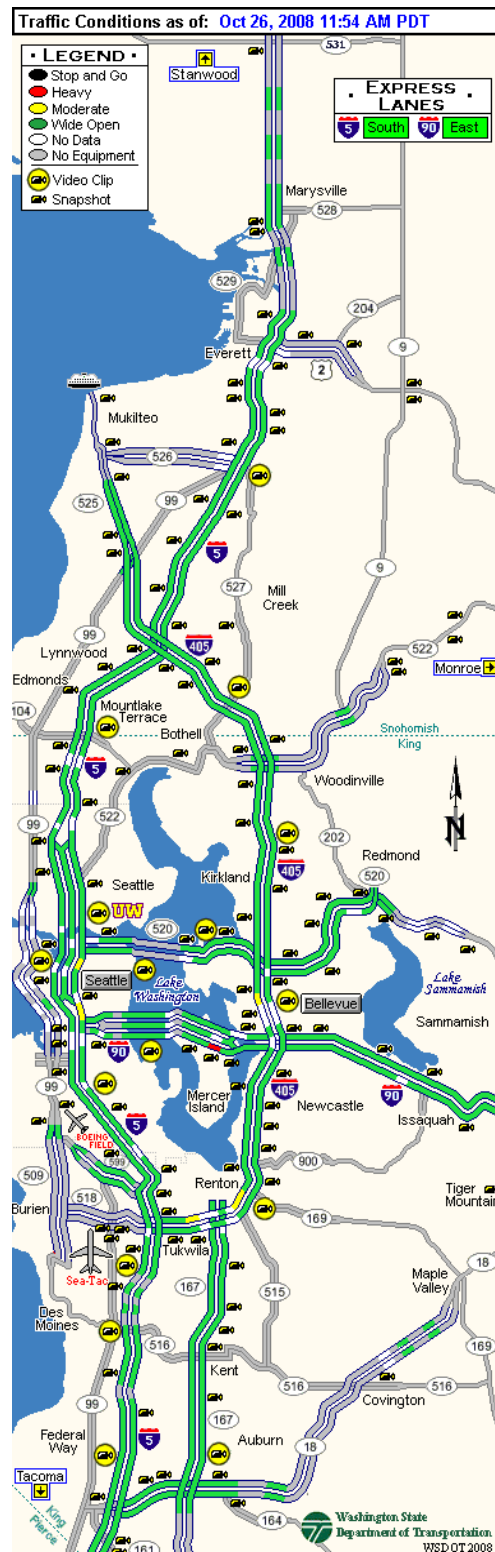 Traffic Conditions as of: Oct 26, 2008 11:54 AM PDT
531
· LEGEND ·
Stop and Go
Heavy
Moderate
Wide Open
No Data
No Equipment
Video Clip
Snapshot
Stanwood
· EXPRESS LANES ·
5 South 90 East
Marysville
528
529
204
Everett
2
9
Mukilteo
526
99
525
5
527
9
Mill
Creek
99
Lynnwood
405
522
Edmonds
Monroe
104
Mountlake
Terrace
Bothell
Snohomish
King
5
Woodinville
N
99
522
202
Redmond
405
Kirkland
520
Seattle
UW
520
Seattle
Lake
Washington
Bellevue
Lake
Sammamish
Sammamish
90
99
Mercer
Island
405
Newcastle
90
Issaquah
BOEING
FIELD
5
599
509
900
Renton
518
Burien
169
Tiger
Mountain
Tukwila
Sea-Tac
18
167
Maple
Valley
Des
Moines
515
516
169
Kent
516
516
99
Covington
167
Federal
Way
5
Auburn
18
Tacoma
King
Pierce
164
161
Washington State
Department of Transportation
WSDOT 2008